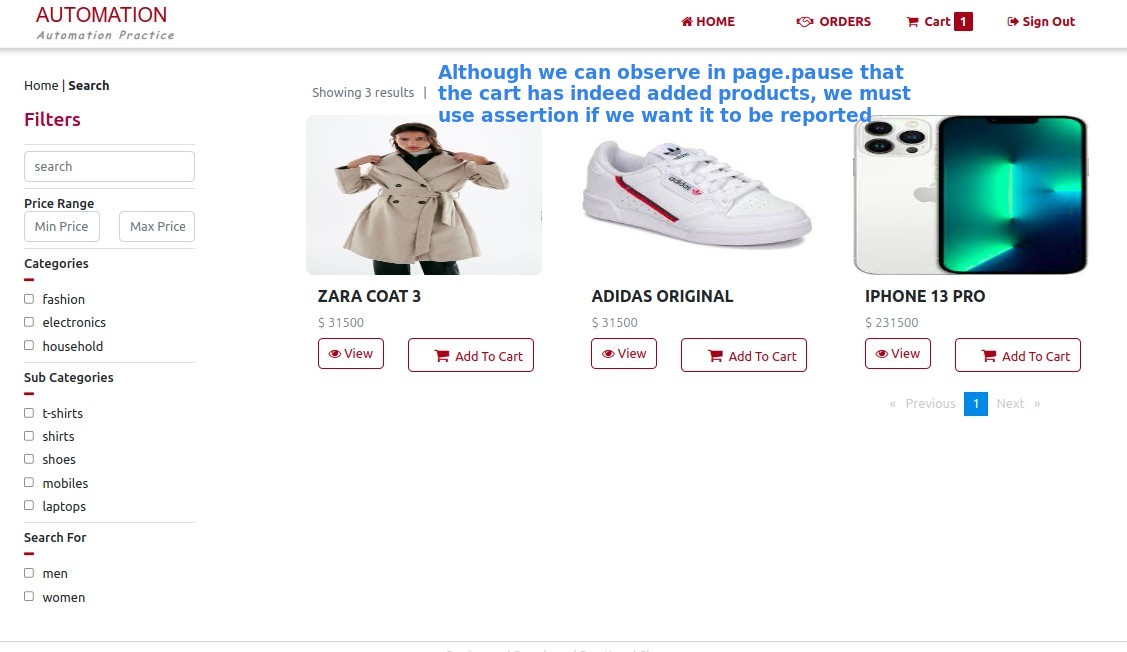 AUTOMATION
Automation Practice
HOME
ORDERS
Cart 1
Sign Out
Home | Search
Showing 3 results |
Although we can observe in page.pause that
the cart has indeed added products, we must
use assertion if we want it to be reported
Filters
search
Price Range
Min Price
Max Price
Categories
fashion
electronics
household
Sub Categories
t-shirts
shirts
shoes
mobiles
laptops
Search For
men
women
adidas
ZARA COAT 3
$ 31500
View
Add To Cart
ADIDAS ORIGINAL
$ 31500
View
Add To Cart
IPHONE 13 PRO
$ 231500
View
Add To Cart
« Previous 1 Next »